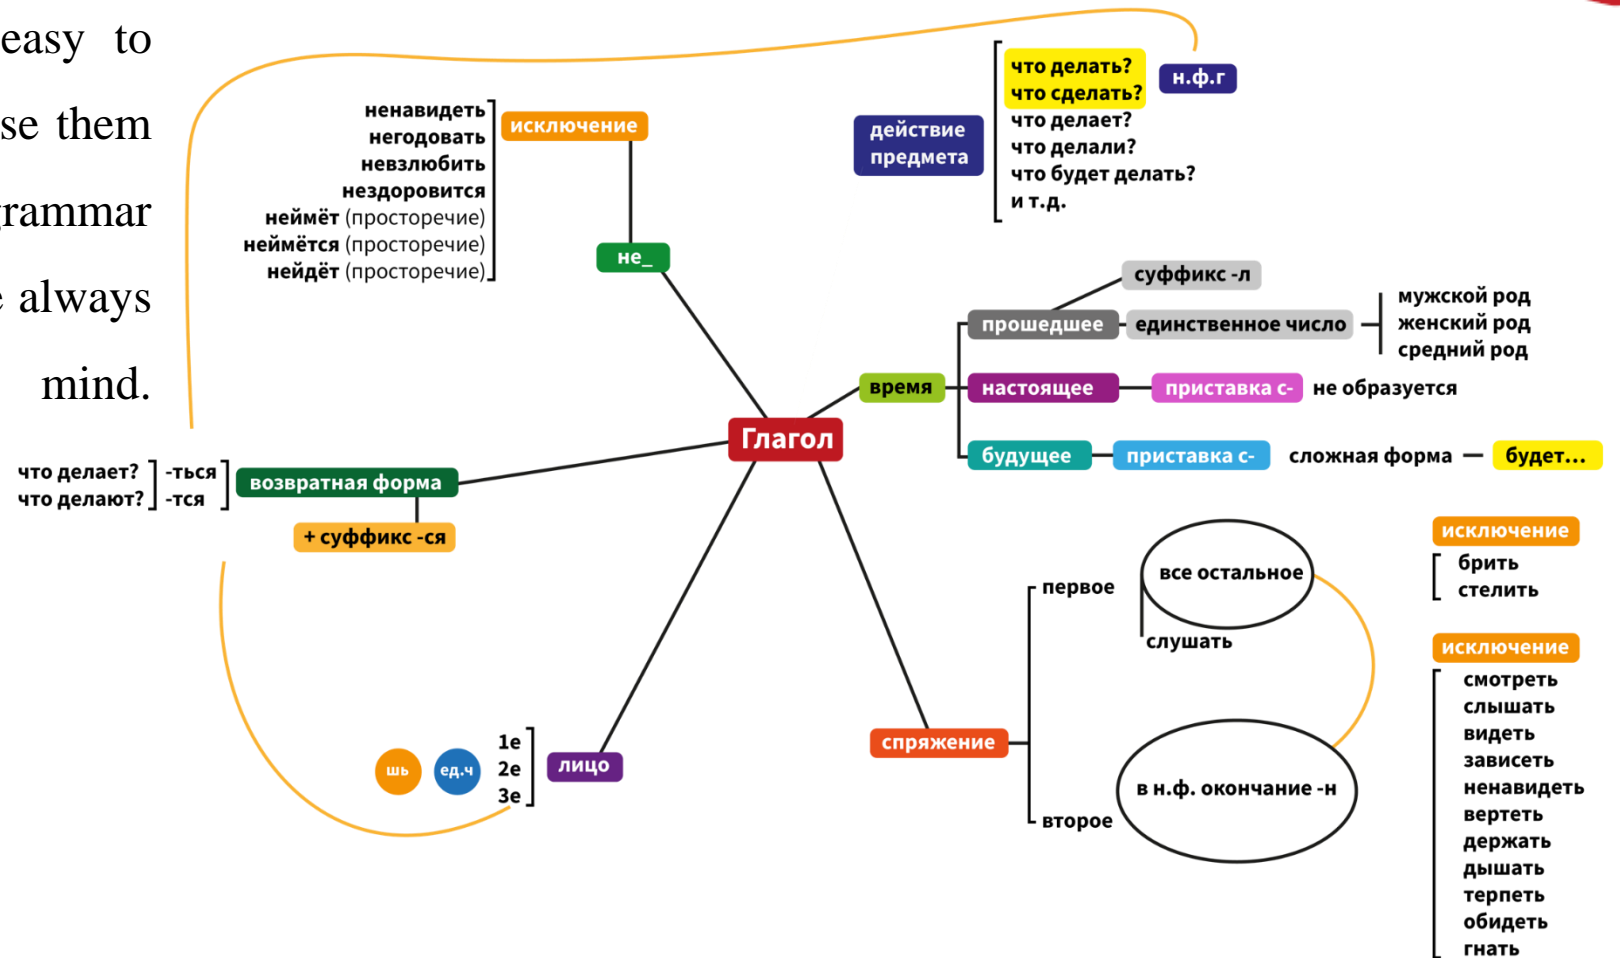 easy to
se them
grammar
always
mind.
ненавидеть
негодовать
невзлюбить
нездоровится
неймёт (просторечие)
неймётся (просторечие)
нейдёт (просторечие)
исключение
не_
действие
предмета
что делать?
что сделать?
что делает?
что делали?
что будет делать?
и т.д.
н.ф.г
Глагол
время
прошедшее
суффикс -л
единственное число
мужской род
женский род
средний род
настоящее
приставка с-
не образуется
будущее
приставка с-
сложная форма —
будет...
что делает?
что делают?
-ться
-тся
возвратная форма
+ суффикс -ся
шь
ед.ч
1е
2е
3е
лицо
спряжение
первое
все остальное
слушать
второе
в н.ф. окончание -н
исключение
брить
стелить
исключение
смотреть
слышать
видеть
зависеть
ненавидеть
вертеть
держать
дышать
терпеть
обидеть
гнать